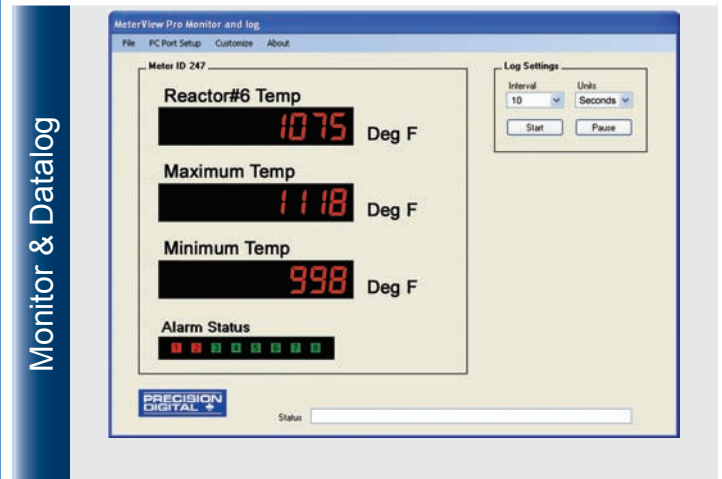 Monitor & Datalog
MeterView Pro Monitor and log
File PC Port Setup Customize About
Meter ID 247
Reactor#6 Temp
1075 Deg F
Maximum Temp
1118 Deg F
Minimum Temp
998 Deg F
Alarm Status
1 2 3 4 5 6 7 8
Log Settings
Interval Units
10 Seconds
Start Pause
PRECISION
DIGITAL
Status